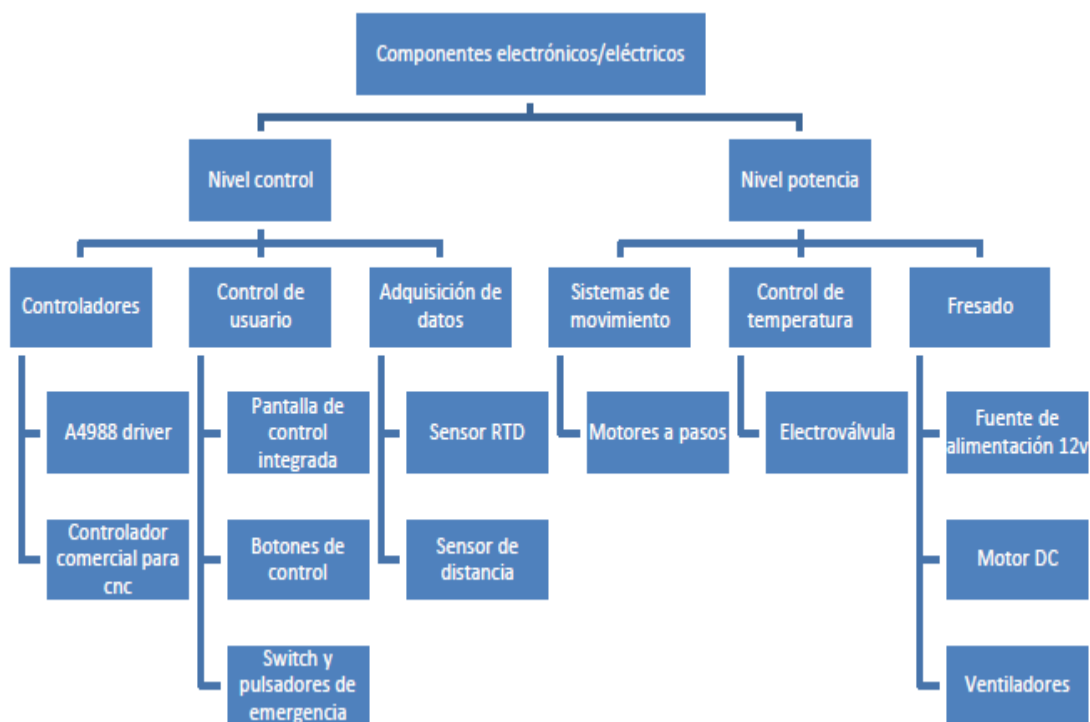 Componentes electrónicos/eléctricos
Nivel control
Nivel potencia
Controladores
Control de
usuario
Adquisición de
datos
Sistemas de
movimiento
Control de
temperatura
Fresado
A4988 driver
Controlador
comercial para
cnc
Pantalla de
control
integrada
Botones de
control
Switch y
pulsadores de
emergencia
Sensor RTD
Sensor de
distancia
Motores a pasos
Electroválvula
Fuente de
alimentación 12v
Motor DC
Ventiladores